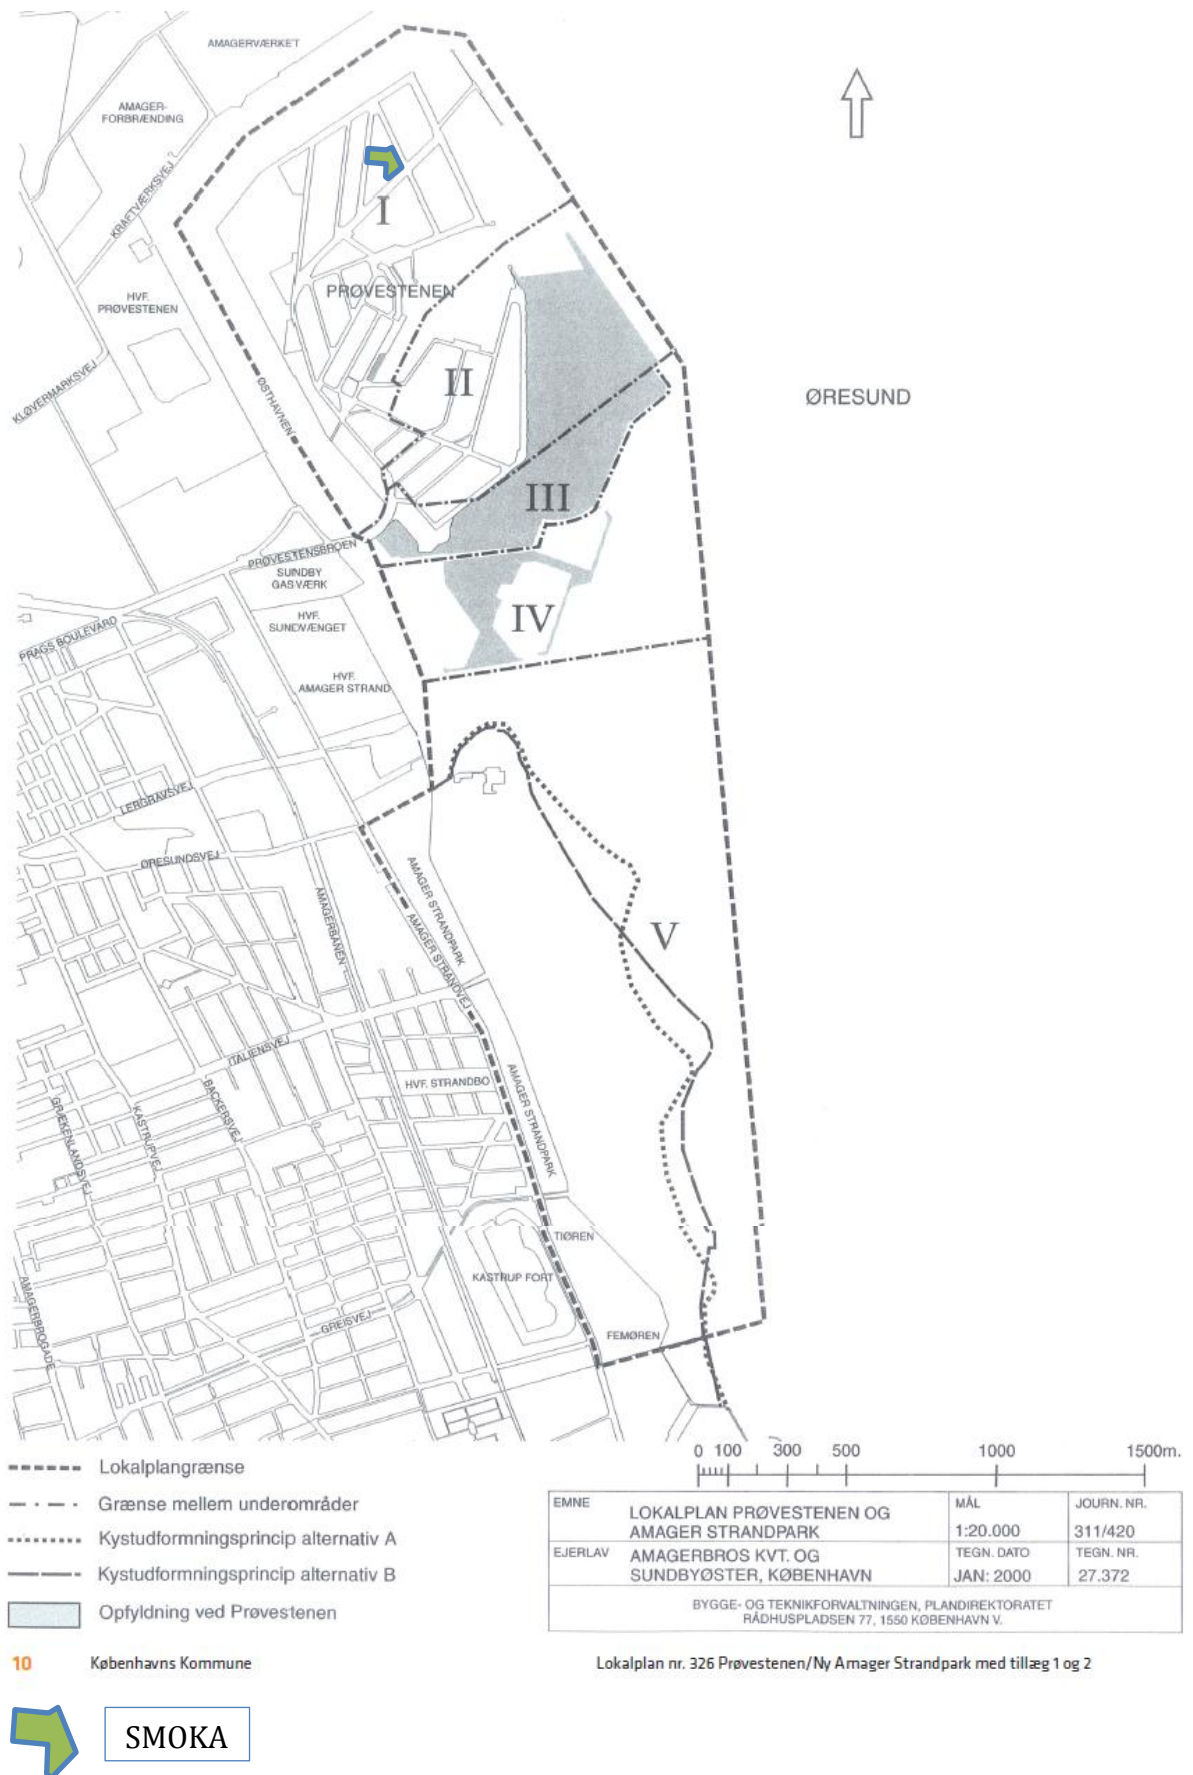 AMAGERVÆRKET
AMAGER-
FORBRÆNDING
KRAFTVÆRKSVEJ
I
HVF.
PRØVESTENEN
PRØVESTENEN
KLØVERMARKSVEJ
ØSTHAVNEN
II
ØRESUND
III
PRØVESTENSBROEN
SUNDBY
GASVÆRK
HVF.
SUNDVÆNGET
IV
PRAGS BOULEVARD
HVF.
AMAGER STRAND
LERGRAVSVEJ
ØRESUNDSVEJ
AMAGERBANEN
AMAGER STRANDPARK
AMAGER STRANDVEJ
V
ITALIENSVEJ
HVF. STRANDBO
AMAGER STRANDPARK
BACKERSVEJ
KASTRUPVEJ
GRÆKENLANDSVEJ
TIØREN
KASTRUP FORT
AMAGERBROGADE
GREISVEJ
FEMØREN
0 100 300 500 1000 1500m.
Lokalplangrænse
Grænse mellem underområder
Kystudformningsprincip alternativ A
Kystudformningsprincip alternativ B
Opfyldning ved Prøvestenen
EMNE LOKALPLAN PRØVESTENEN OG
AMAGER STRANDPARK
MÅL
1:20.000
JOURN. NR.
311/420
EJERLAV AMAGERBROS KVT. OG
SUNDBYØSTER, KØBENHAVN
TEGN. DATO
JAN: 2000
TEGN. NR.
27.372
BYGGE- OG TEKNIKFORVALTNINGEN, PLANDIREKTORATET
RÅDHUSPLADSEN 77, 1550 KØBENHAVN V.
10 Københavns Kommune
Lokalplan nr. 326 Prøvestenen/Ny Amager Strandpark med tillæg 1 og 2
SMOKA